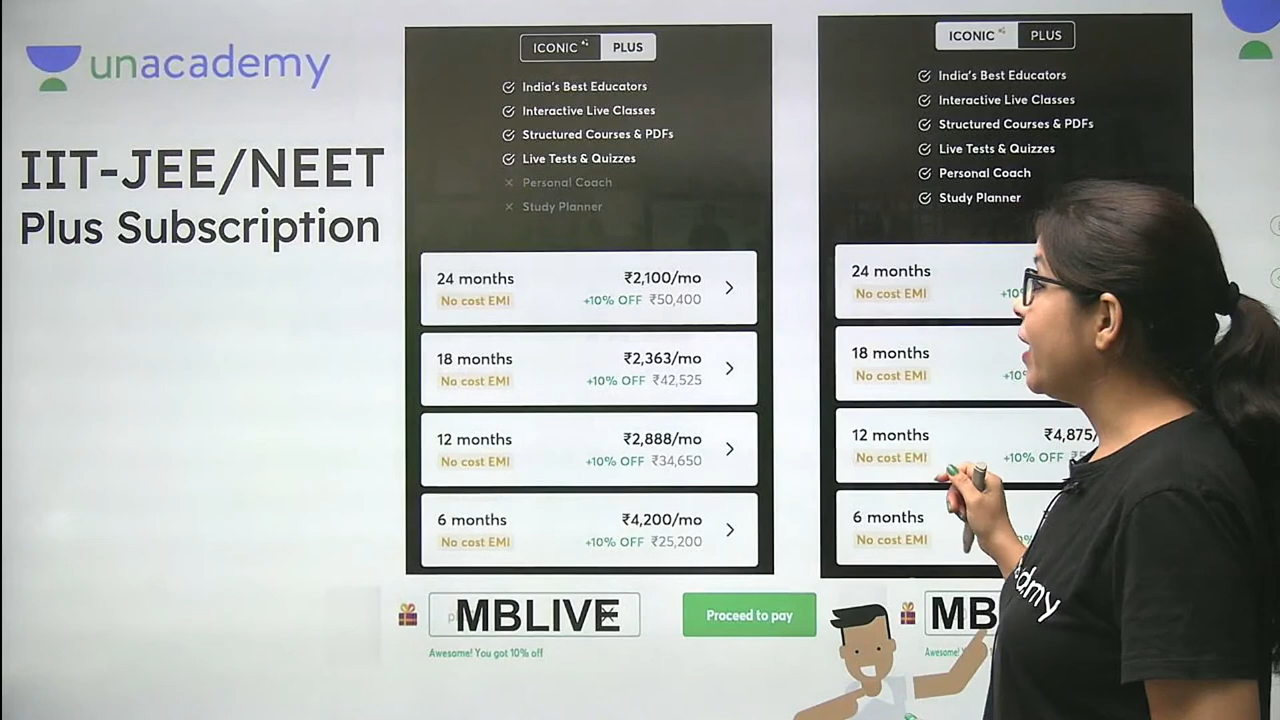 unacademy
IIT-JEE/NEET
Plus Subscription
ICONIC PLUS
India's Best Educators
Interactive Live Classes
Structured Courses & PDFs
Live Tests & Quizzes
Personal Coach
Study Planner
24 months ₹2,100/mo
No cost EMI +10% OFF ₹50,400
18 months ₹2,363/mo
No cost EMI +10% OFF ₹42,525
12 months ₹2,888/mo
No cost EMI +10% OFF ₹34,650
6 months ₹4,200/mo
No cost EMI +10% OFF ₹25,200
MBLIVE
Proceed to pay
Awesome! You got 10% off
ICONIC PLUS
India's Best Educators
Interactive Live Classes
Structured Courses & PDFs
Live Tests & Quizzes
Personal Coach
Study Planner
24 months
No cost EMI +10
18 months
No cost EMI +10
12 months ₹4,875/
No cost EMI +10% OFF
6 months
No cost EMI
MB
Awesome!
demy